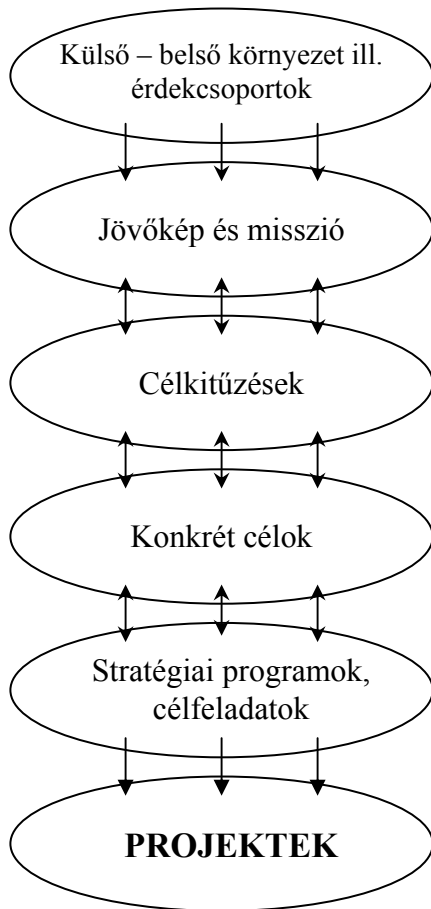 Külső – belső környezet ill.
érdekcsoportok
Jövőkép és misszió
Célkitűzések
Konkrét célok
Stratégiai programok,
célfeladatok
PROJEKTEK